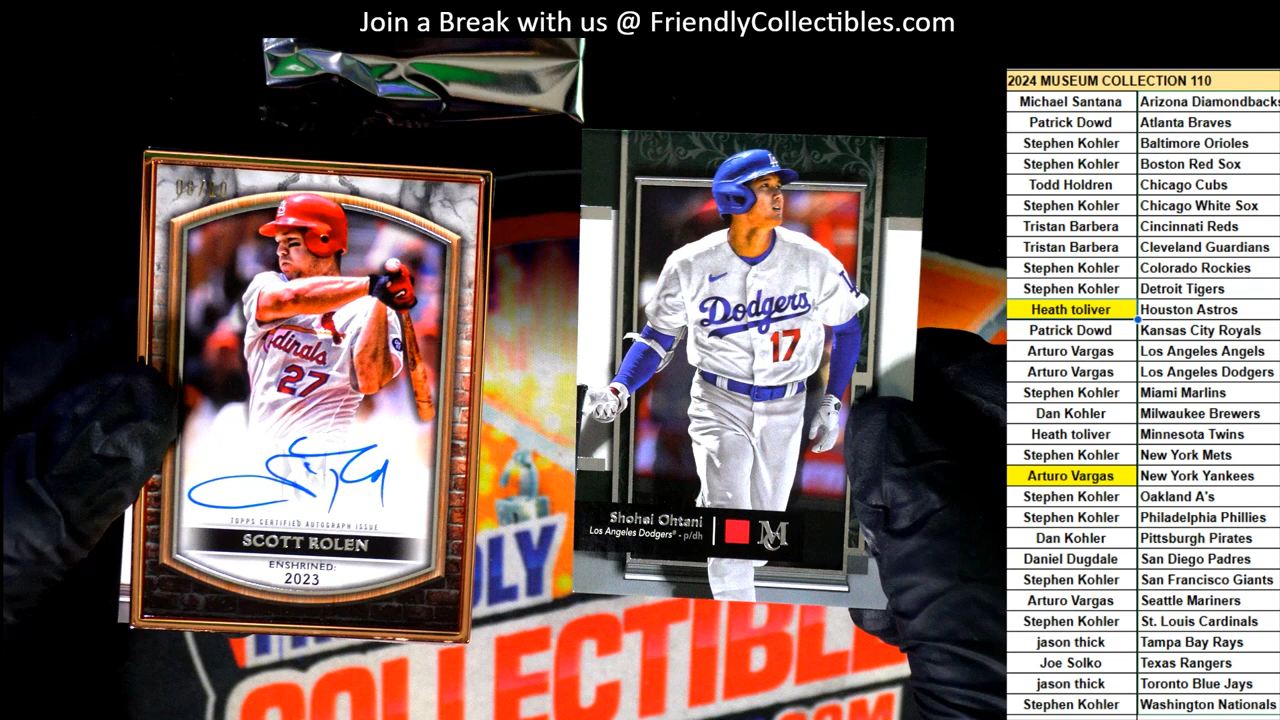 Join a Break with us @ FriendlyCollectibles.com
27
TOPPS CERTIFIED AUTOGRAPH ISSUE
SCOTT ROLEN
ENSHRINED:
2023
Dodgers
17
Shohei Ohtani
Los Angeles Dodgers® - p/dh
MC
COLLECTIBL
2024 MUSEUM COLLECTION 110
Michael Santana Arizona Diamondbacks
Patrick Dowd Atlanta Braves
Stephen Kohler Baltimore Orioles
Stephen Kohler Boston Red Sox
Todd Holdren Chicago Cubs
Stephen Kohler Chicago White Sox
Tristan Barbera Cincinnati Reds
Tristan Barbera Cleveland Guardians
Stephen Kohler Colorado Rockies
Stephen Kohler Detroit Tigers
Heath toliver Houston Astros
Patrick Dowd Kansas City Royals
Arturo Vargas Los Angeles Angels
Arturo Vargas Los Angeles Dodgers
Stephen Kohler Miami Marlins
Dan Kohler Milwaukee Brewers
Heath toliver Minnesota Twins
Stephen Kohler New York Mets
Arturo Vargas New York Yankees
Stephen Kohler Oakland A's
Stephen Kohler Philadelphia Phillies
Dan Kohler Pittsburgh Pirates
Daniel Dugdale San Diego Padres
Stephen Kohler San Francisco Giants
Arturo Vargas Seattle Mariners
Stephen Kohler St. Louis Cardinals
jason thick Tampa Bay Rays
Joe Solko Texas Rangers
jason thick Toronto Blue Jays
Stephen Kohler Washington Nationals